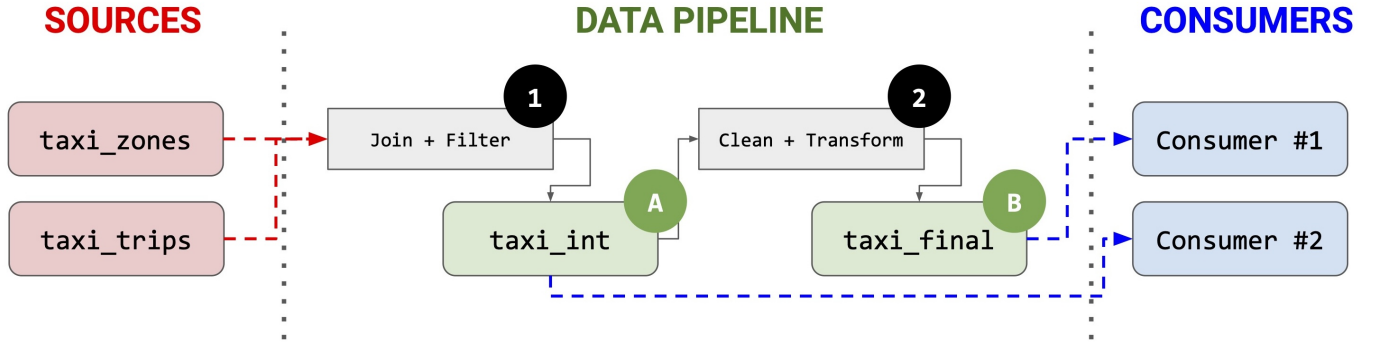 SOURCES
DATA PIPELINE
CONSUMERS
1
2
taxi_zones
Join + Filter
Clean + Transform
Consumer #1
A
B
taxi_trips
taxi_int
taxi_final
Consumer #2